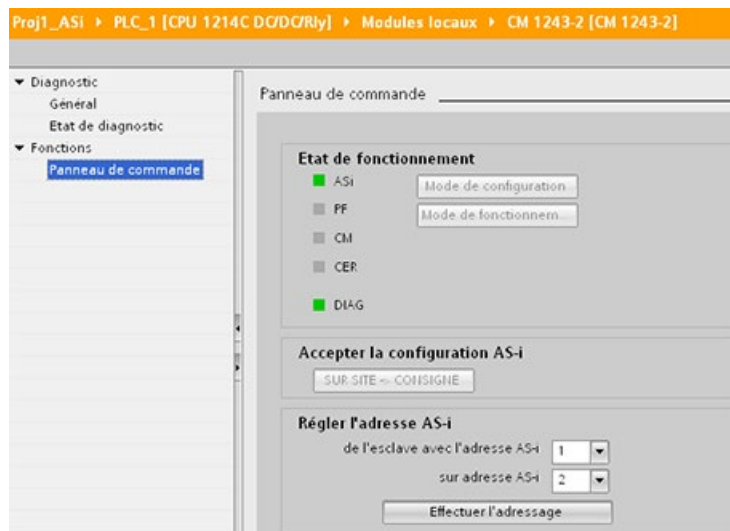 Proj1_ASi ▸ PLC_1 [CPU 1214C DC/DC/Rly] ▸ Modules locaux ▸ CM 1243-2 [CM 1243-2]
Diagnostic
Général
Etat de diagnostic
Fonctions
Panneau de commande
Panneau de commande
Etat de fonctionnement
ASi
Mode de configuration
PF
Mode de fonctionnem...
CM
CER
DIAG
Accepter la configuration AS-i
SUR SITE -> CONSIGNE
Régler l'adresse AS-i
de l'esclave avec l'adresse AS-i 1
sur adresse AS-i 2
Effectuer l'adressage